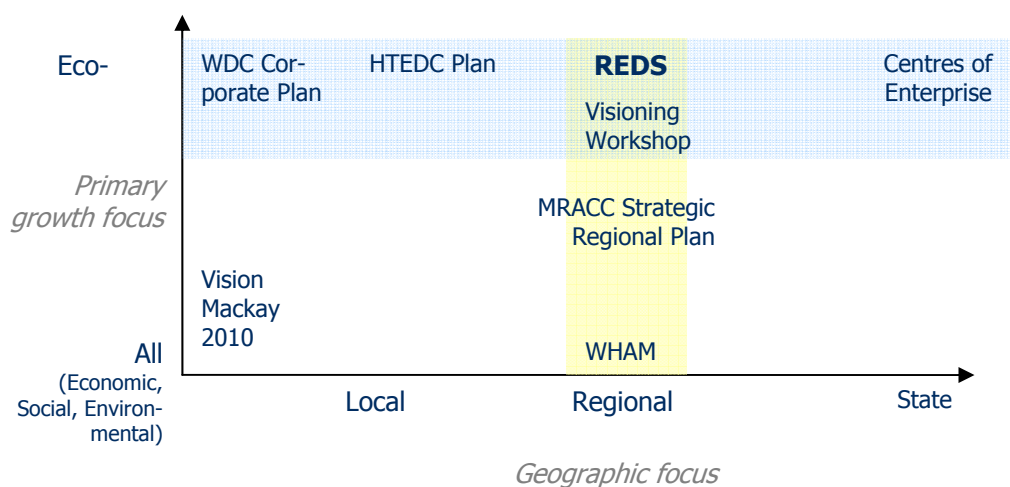 Eco-
WDC Cor-
porate Plan
HTEDC Plan
REDS
Visioning
Workshop
Centres of
Enterprise
Primary
growth focus
MRACC Strategic
Regional Plan
Vision
Mackay
2010
WHAM
All
(Economic,
Social, Environ-
mental)
Local
Regional
State
Geographic focus